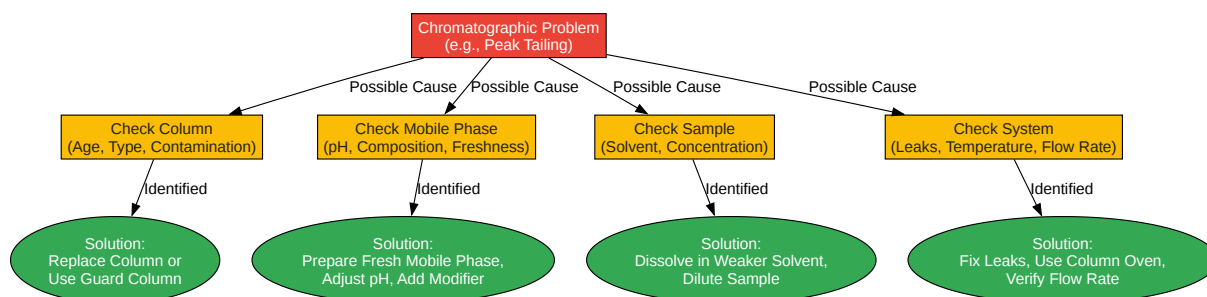 Chromatographic Problem
(e.g., Peak Tailing)
Possible Cause
Possible Cause
Possible Cause
Possible Cause
Check Column
(Age, Type, Contamination)
Check Mobile Phase
(pH, Composition, Freshness)
Check Sample
(Solvent, Concentration)
Check System
(Leaks, Temperature, Flow Rate)
Identified
Identified
Identified
Identified
Solution:
Replace Column or
Use Guard Column
Solution:
Prepare Fresh Mobile Phase,
Adjust pH, Add Modifier
Solution:
Dissolve in Weaker Solvent,
Dilute Sample
Solution:
Fix Leaks, Use Column Oven,
Verify Flow Rate